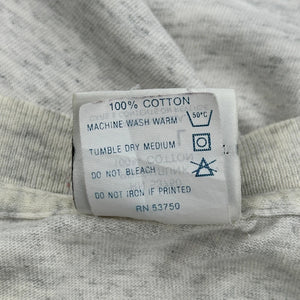 100% COTTON
MACHINE WASH WARM 50°C
TUMBLE DRY MEDIUM
DO NOT BLEACH
DO NOT IRON IF PRINTED
RN 53750